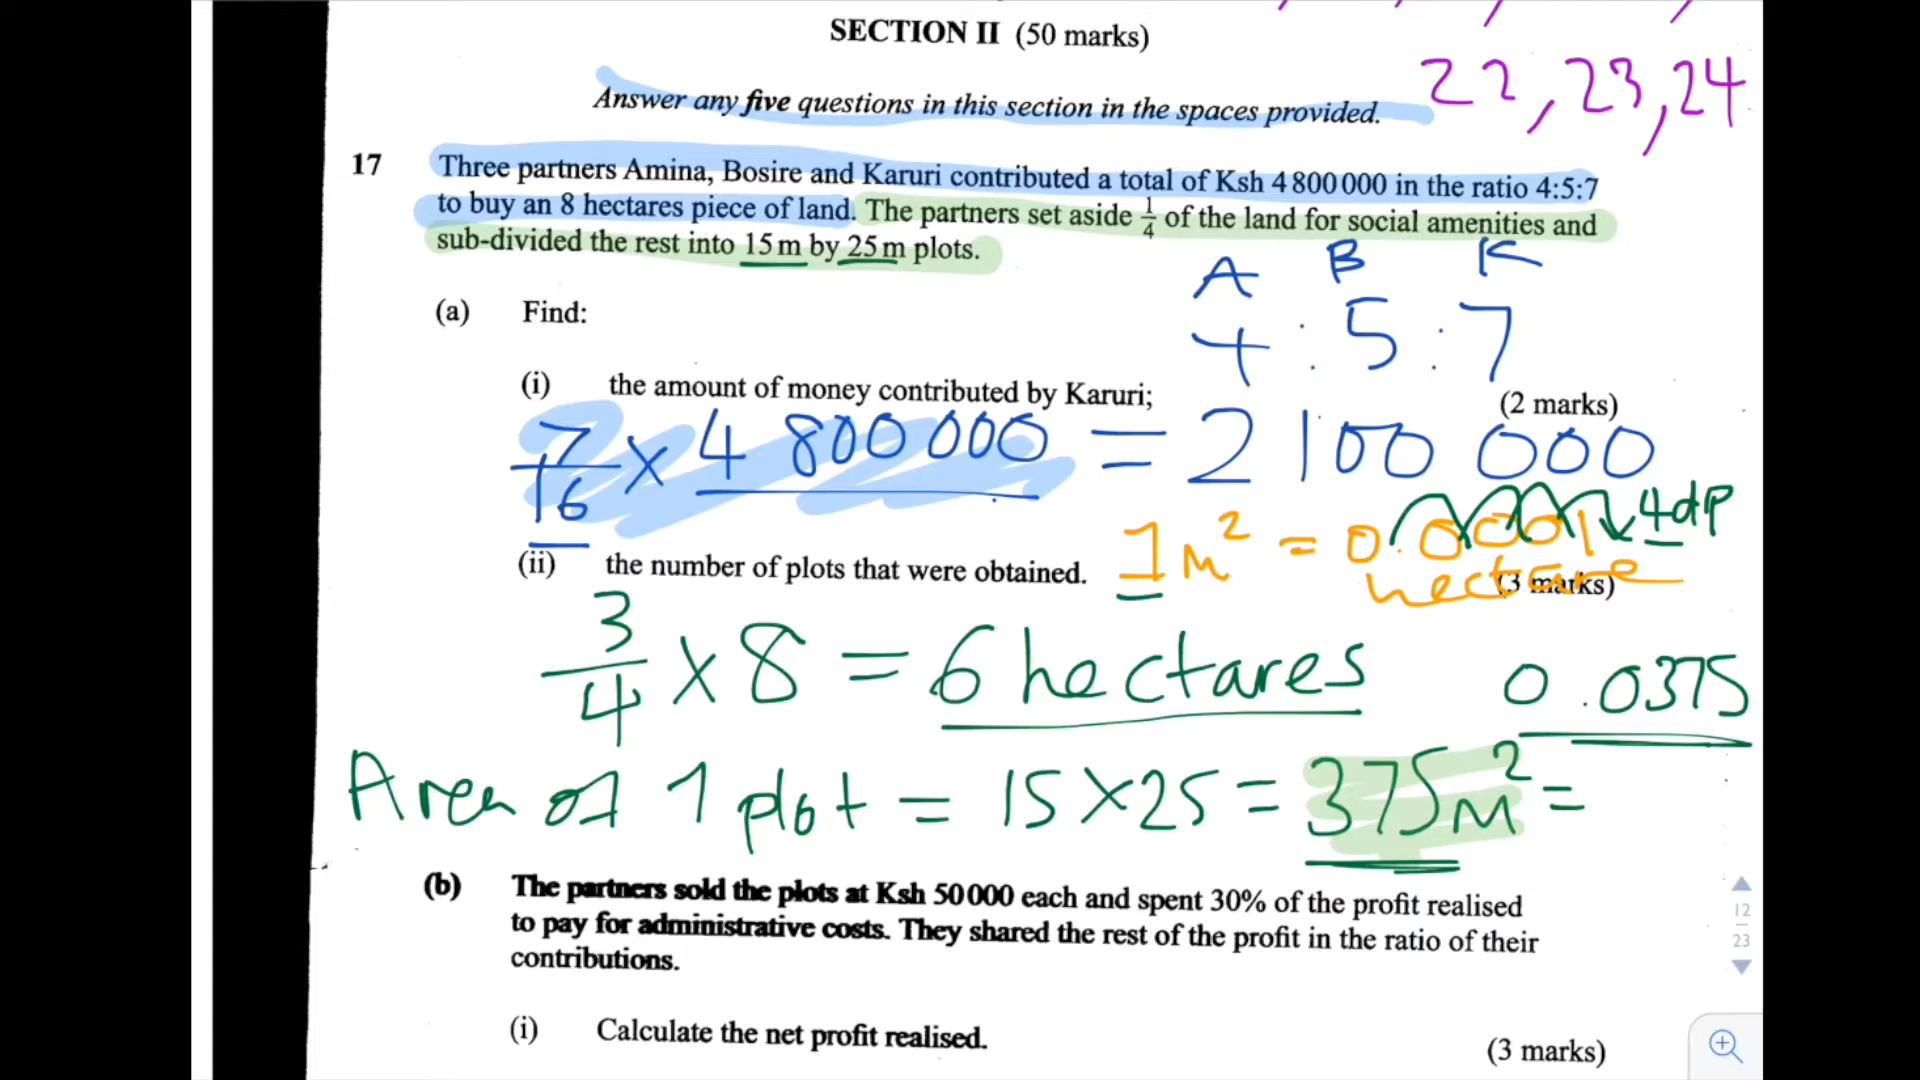 SECTION II (50 marks)
22, 23, 24
Answer any five questions in this section in the spaces provided.
17 Three partners Amina, Bosire and Karuri contributed a total of Ksh 4 800 000 in the ratio 4:5:7
to buy an 8 hectares piece of land. The partners set aside 1/4 of the land for social amenities and
sub-divided the rest into 15 m by 25 m plots.
A B K
(a) Find:
4 : 5 : 7
(i) the amount of money contributed by Karuri;
(2 marks)
7/16 × 4 800 000 = 2 100 000
4dp
1 m² = 0.0001
hectare
(ii) the number of plots that were obtained.
(3 marks)
3/4 × 8 = 6 hectares
0.0375
Area of 1 plot = 15 × 25 = 375 m² =
(b) The partners sold the plots at Ksh 50 000 each and spent 30% of the profit realised
to pay for administrative costs. They shared the rest of the profit in the ratio of their
contributions.
12
23
(i) Calculate the net profit realised.
(3 marks)